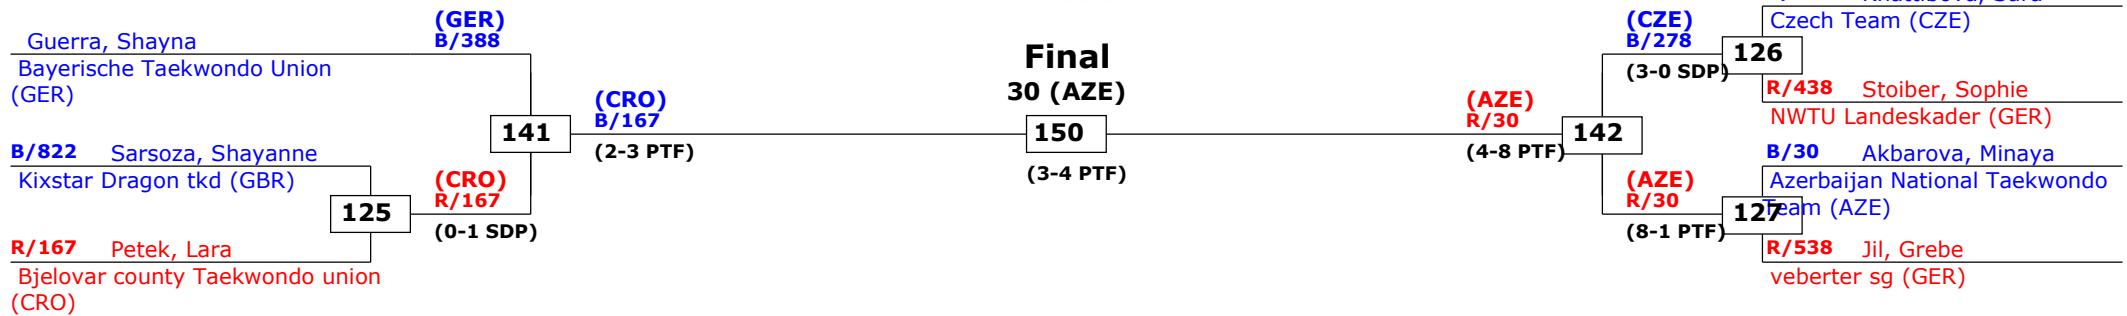 (GER)
B/388
Guerra, Shayna
Bayerische Taekwondo Union
(GER)
B/822 Sarsoza, Shayanne
Kixstar Dragon tkd (GBR)
125
R/167 Petek, Lara
Bjelovar county Taekwondo union
(CRO)
(CRO)
R/167
(0-1 SDP)
141
(CRO)
B/167
(2-3 PTF)
Final
30 (AZE)
150
(3-4 PTF)
(AZE)
R/30
(4-8 PTF)
142
(CZE)
B/278
(3-0 SDP)
126
Czech Team (CZE)
R/438 Stoiber, Sophie
NWTU Landeskader (GER)
(AZE)
R/30
(8-1 PTF)
127
B/30 Akbarova, Minaya
Azerbaijan National Taekwondo
Team (AZE)
R/538 Jil, Grebe
veberter sg (GER)